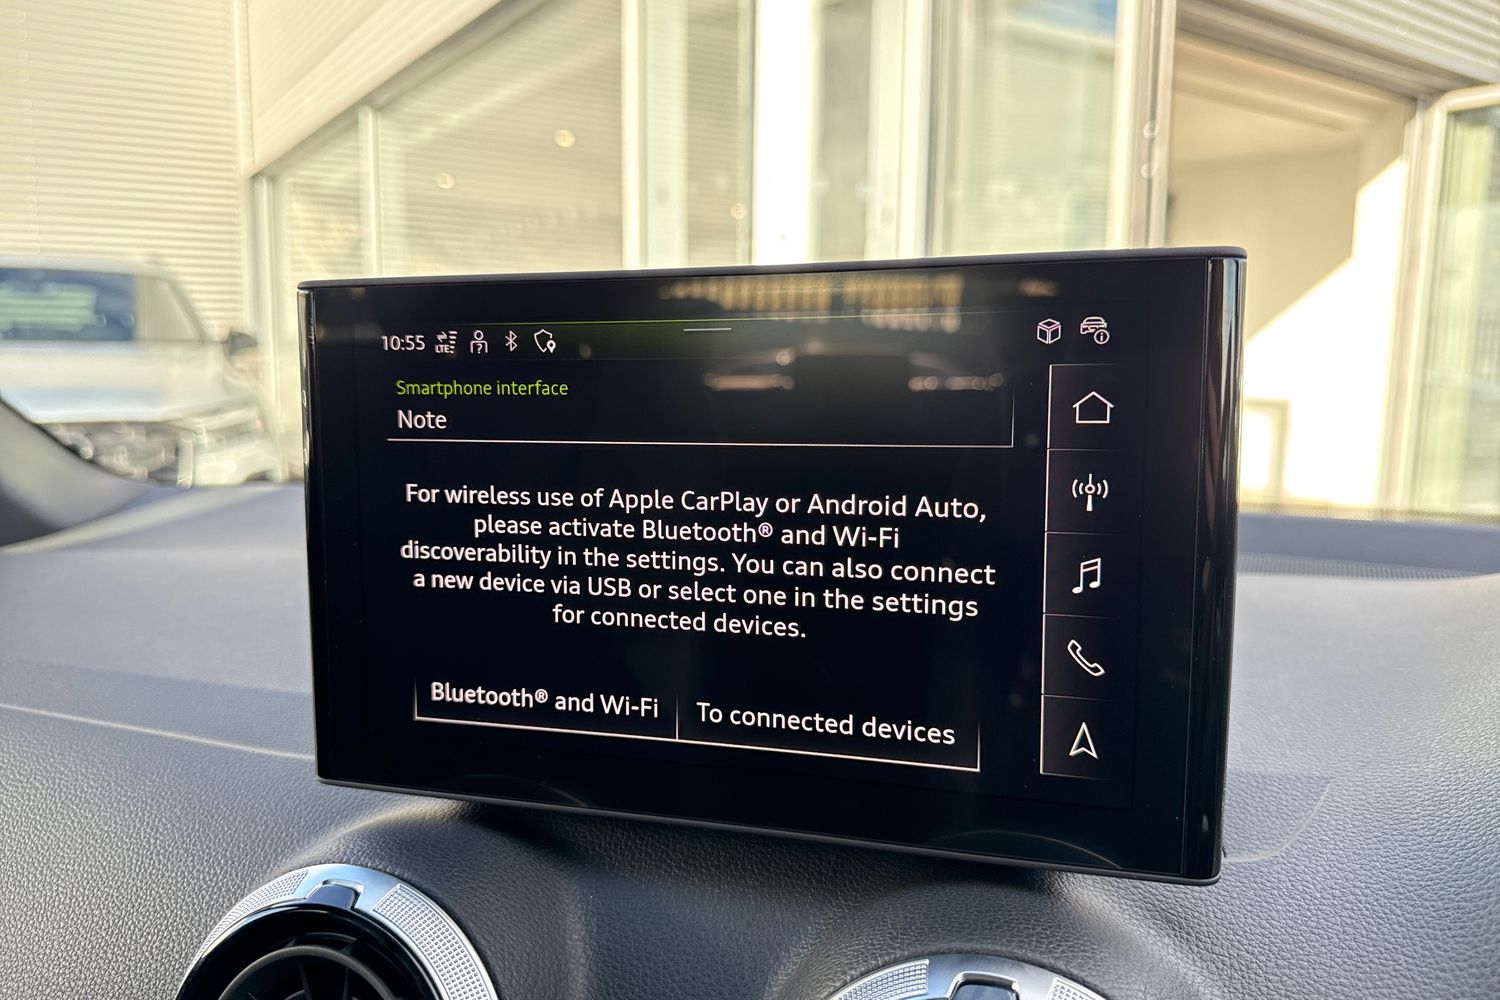 10:55 LTE
Smartphone interface
Note
For wireless use of Apple CarPlay or Android Auto,
please activate Bluetooth® and Wi-Fi
discoverability in the settings. You can also connect
a new device via USB or select one in the settings
for connected devices.
Bluetooth® and Wi-Fi
To connected devices